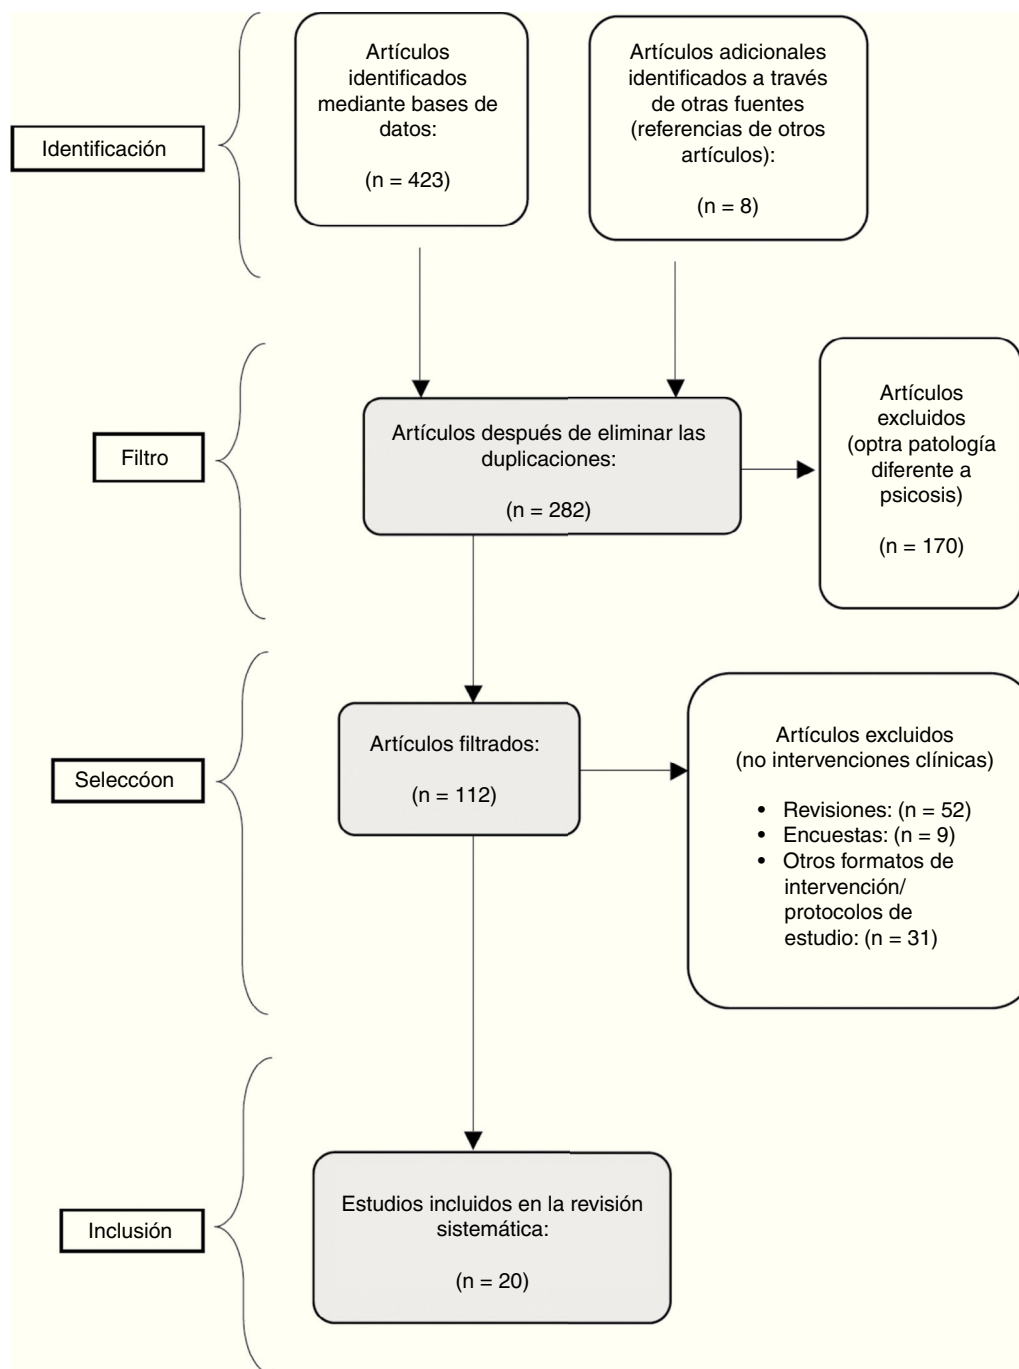 Identificación
Artículos
identificados
mediante bases de
datos:
(n = 423)
Artículos adicionales
identificados a través
de otras fuentes
(referencias de otros
artículos):
(n = 8)
Filtro
Artículos después de eliminar las
duplicaciones:
(n = 282)
Artículos
excluidos
(optra patología
diferente a
psicosis)
(n = 170)
Seleccóon
Artículos filtrados:
(n = 112)
Artículos excluidos
(no intervenciones clínicas)
• Revisiones: (n = 52)
• Encuestas: (n = 9)
• Otros formatos de
intervención/
protocolos de
estudio: (n = 31)
Inclusión
Estudios incluidos en la revisión
sistemática:
(n = 20)